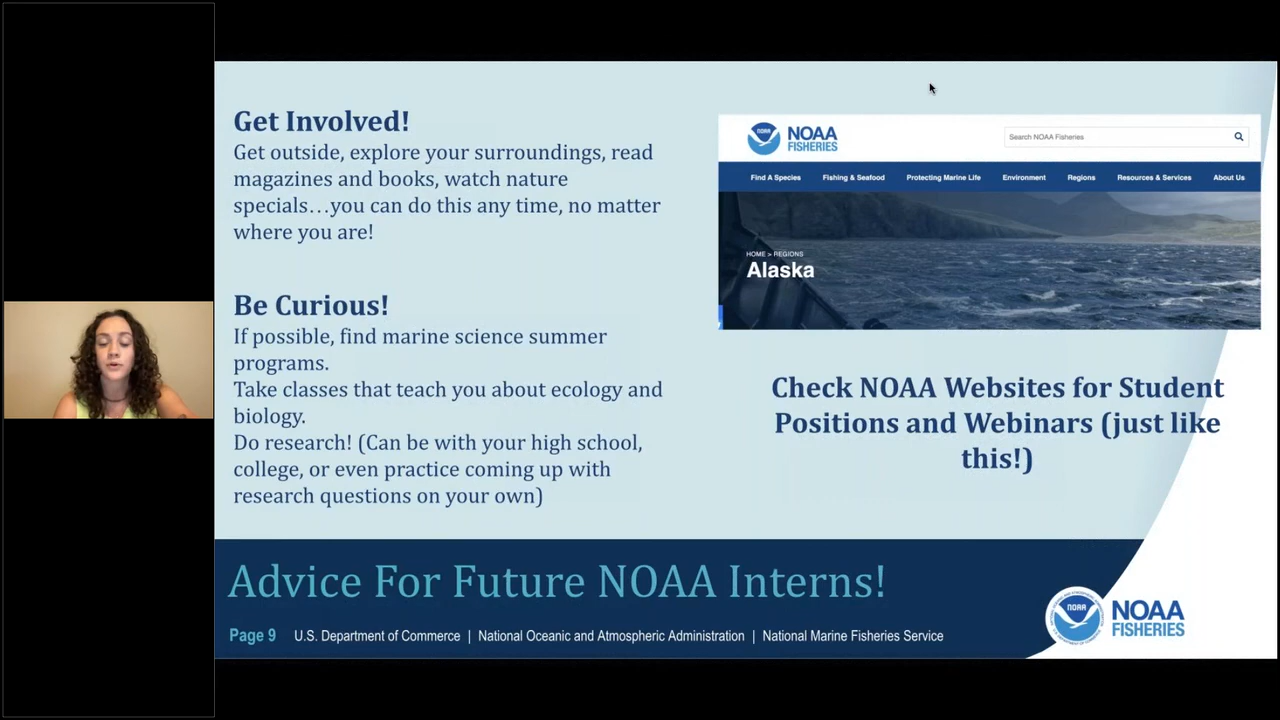 Get Involved!
Get outside, explore your surroundings, read
magazines and books, watch nature
specials…you can do this any time, no matter
where you are!
Be Curious!
If possible, find marine science summer
programs.
Take classes that teach you about ecology and
biology.
Do research! (Can be with your high school,
college, or even practice coming up with
research questions on your own)
NOAA
NOAA
FISHERIES
Search NOAA Fisheries
Find A Species Fishing & Seafood Protecting Marine Life Environment Regions Resources & Services About Us
HOME > REGIONS
Alaska
Check NOAA Websites for Student
Positions and Webinars (just like
this!)
Advice For Future NOAA Interns!
Page 9 U.S. Department of Commerce | National Oceanic and Atmospheric Administration | National Marine Fisheries Service
NOAA
NOAA
FISHERIES